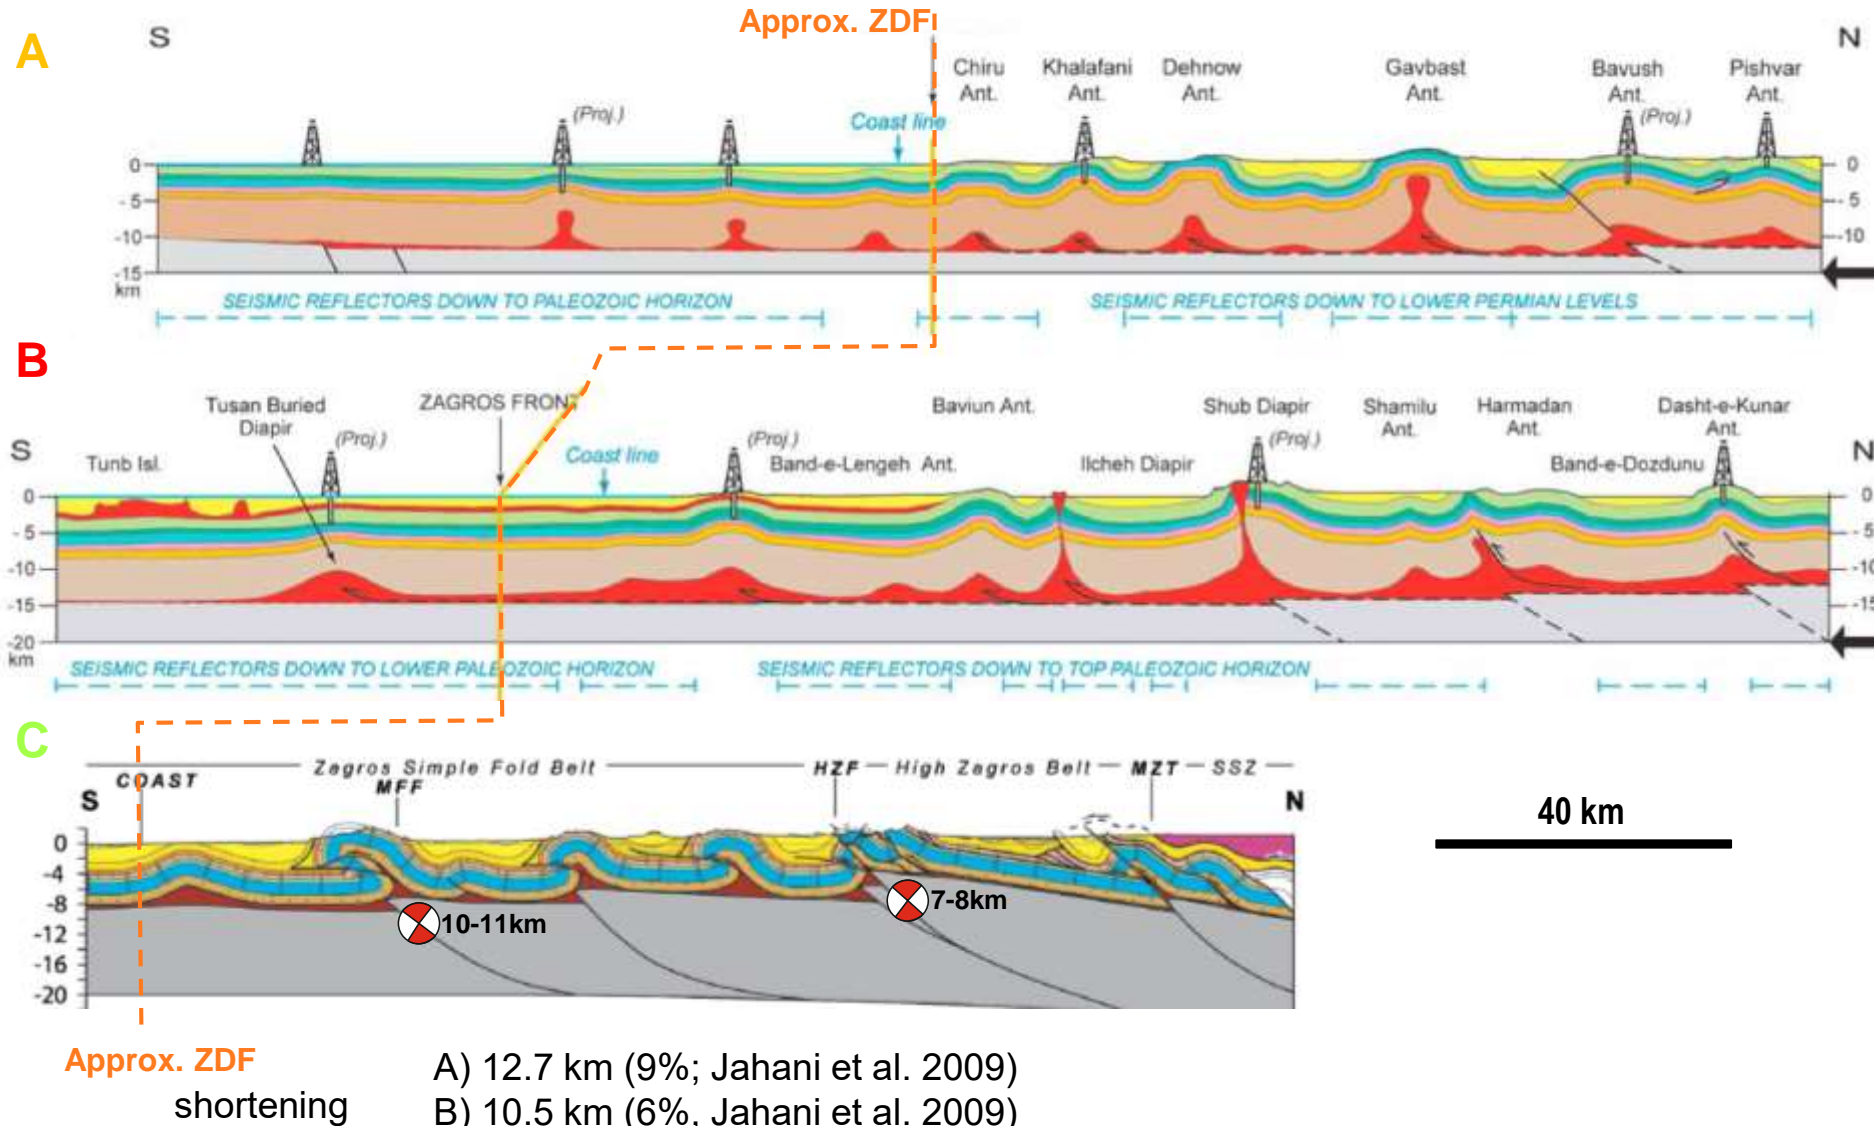 Approx. ZDF
A
S
N
Chiru Ant.
Khalafani Ant.
Dehnow Ant.
Gavbast Ant.
Bavush Ant.
Pishvar Ant.
(Proj.)
Coast line
(Proj.)
0
- 5
-10
-15
km
0
- 5
-10
SEISMIC REFLECTORS DOWN TO PALEOZOIC HORIZON
SEISMIC REFLECTORS DOWN TO LOWER PERMIAN LEVELS
B
Tusan Buried Diapir
ZAGROS FRONT
Baviun Ant.
Shub Diapir
Shamilu Ant.
Harmadan Ant.
Dasht-e-Kunar Ant.
S
N
(Proj.)
(Proj.)
(Proj.)
Tunb Isl.
Coast line
Band-e-Lengeh Ant.
Ilcheh Diapir
Band-e-Dozdunu
0
- 5
-10
-15
-20
km
0
-5
-10
-15
SEISMIC REFLECTORS DOWN TO LOWER PALEOZOIC HORIZON
SEISMIC REFLECTORS DOWN TO TOP PALEOZOIC HORIZON
C
COAST
Zagros Simple Fold Belt
MFF
HZF
High Zagros Belt
MZT
SSZ
S
N
0
-4
-8
-12
-16
-20
10-11km
7-8km
40 km
Approx. ZDF
shortening
A) 12.7 km (9%; Jahani et al. 2009)
B) 10.5 km (6%, Jahani et al. 2009)